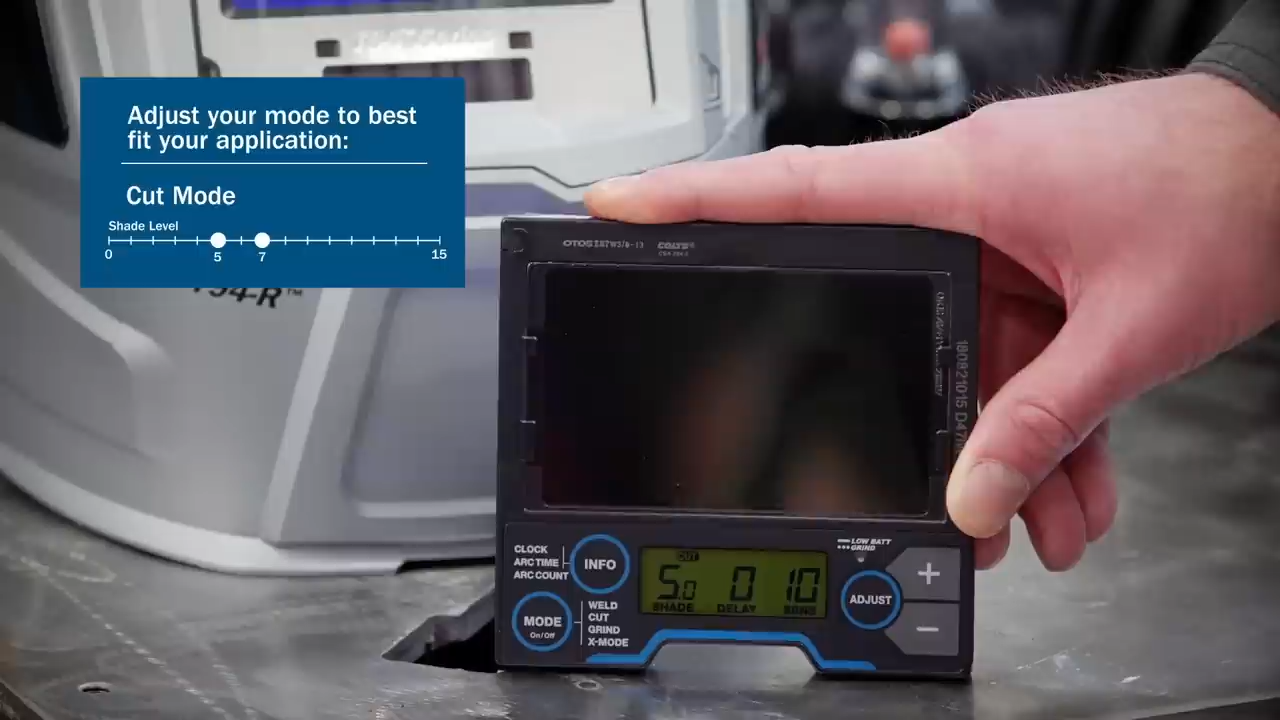 Adjust your mode to best
fit your application:
Cut Mode
Shade Level
0 5 7 15
T94-R™
CLOCK
ARC TIME
ARC COUNT
INFO
MODE
On/Off
WELD
CUT
GRIND
X-MODE
CUT
5.0 0 10
SHADE DELAY SENS
LOW BATT
GRIND
ADJUST
+
−